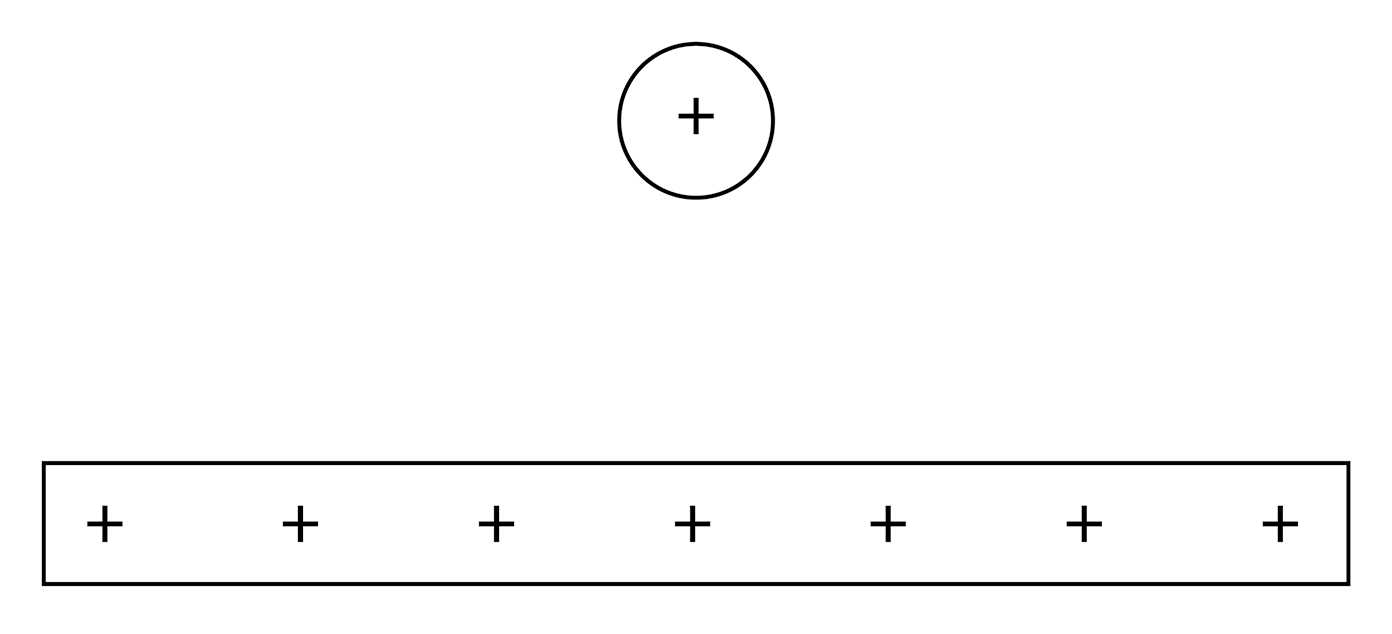 +
+ + + + + + +